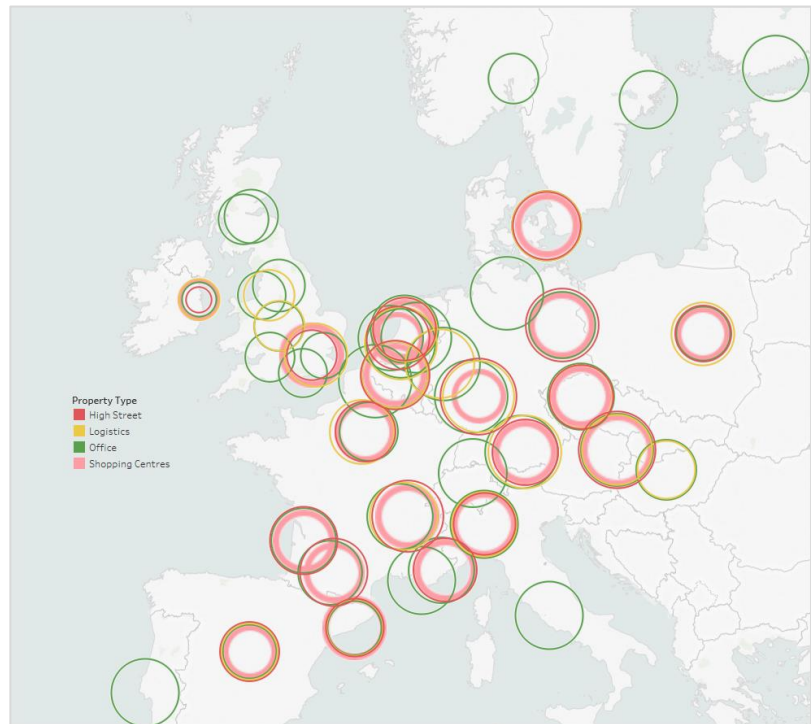 Property Type
High Street
Logistics
Office
Shopping Centres